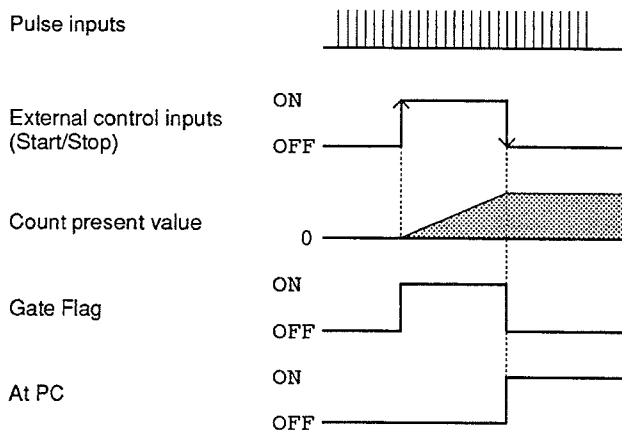 Pulse inputs
ON
External control inputs
(Start/Stop)
OFF
Count present value
0
ON
Gate Flag
OFF
ON
At PC
OFF